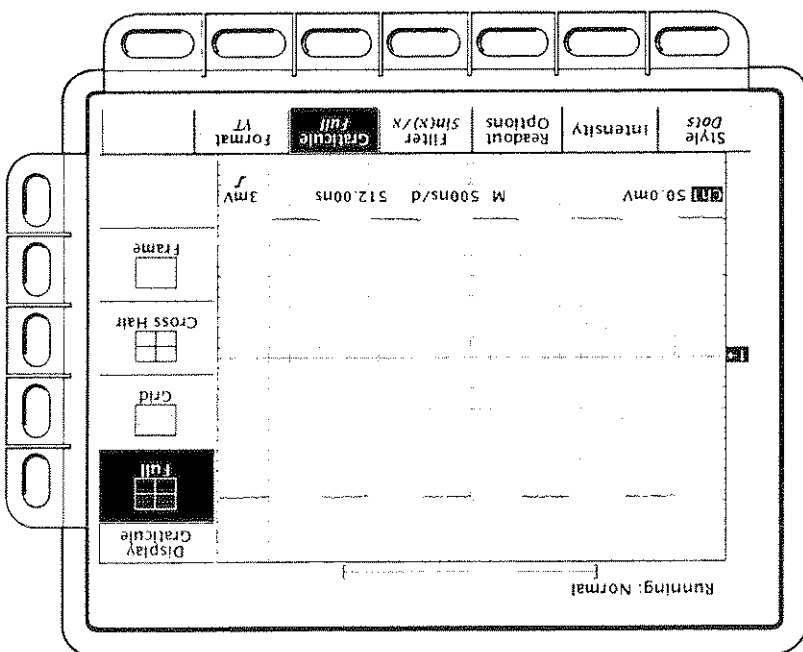 Running: Normal
Display
Graticule
Full
Grid
Cross Hair
Frame
1
Ch1 50.0mV M 500ns/d 512.00ns 3mV
Style
Dots
Intensity
Readout
Options
Filter
Sin(x)/x
Graticule
Full
Format
YT